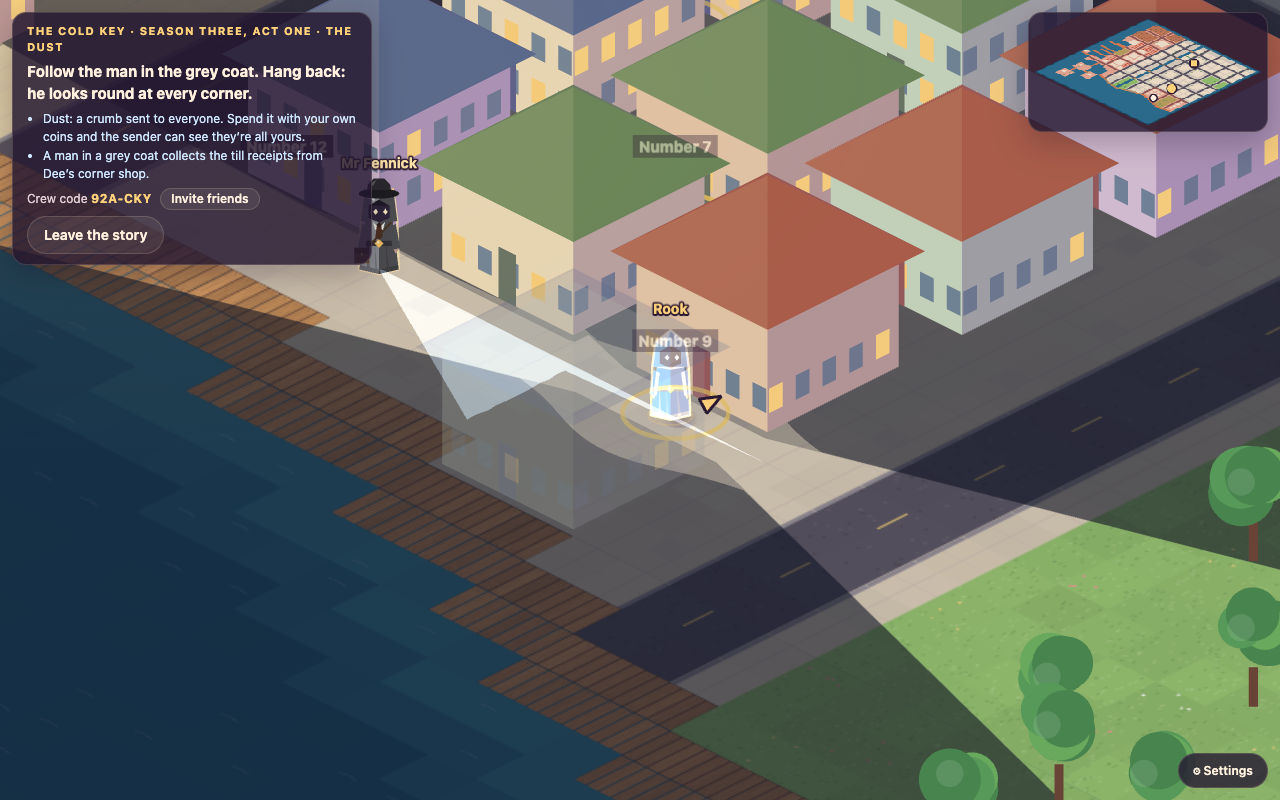 THE COLD KEY · SEASON THREE, ACT ONE · THE
DUST
Follow the man in the grey coat. Hang back:
he looks round at every corner.
• Dust: a crumb sent to everyone. Spend it with your own
coins and the sender can see they're all yours.
• A man in a grey coat collects the till receipts from
Dee's corner shop.
Crew code 92A-CKY Invite friends
Leave the story
Number 12
Mr Fennick
Number 7
Rook
Number 9
⚙ Settings